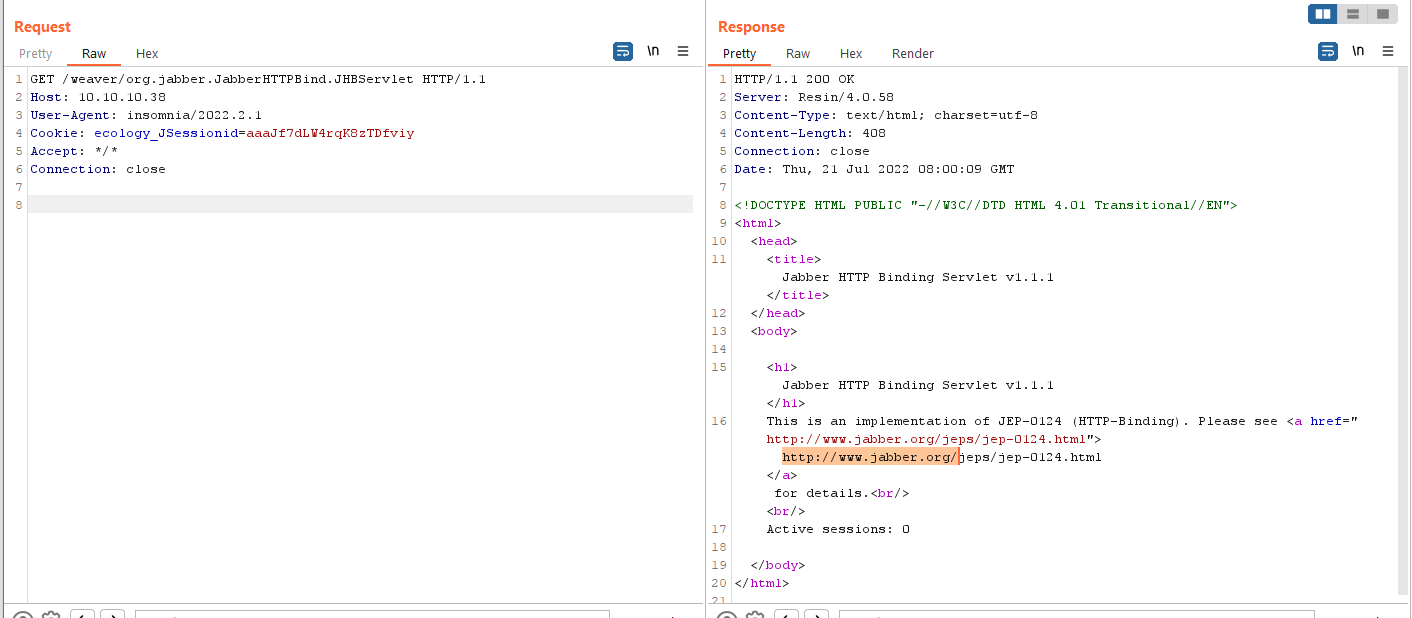 Request
Pretty Raw Hex \n
1 GET /weaver/org.jabber.JabberHTTPBind.JHBServlet HTTP/1.1
2 Host: 10.10.10.38
3 User-Agent: insomnia/2022.2.1
4 Cookie: ecology_JSessionid=aaaJf7dLW4rqK8zTDfviy
5 Accept: */*
6 Connection: close
7
8
Response
Pretty Raw Hex Render \n
1 HTTP/1.1 200 OK
2 Server: Resin/4.0.58
3 Content-Type: text/html; charset=utf-8
4 Content-Length: 408
5 Connection: close
6 Date: Thu, 21 Jul 2022 08:00:09 GMT
7
8 <!DOCTYPE HTML PUBLIC "-//W3C//DTD HTML 4.01 Transitional//EN">
9 <html>
10 <head>
11 <title>
Jabber HTTP Binding Servlet v1.1.1
</title>
12 </head>
13 <body>
14
15 <h1>
Jabber HTTP Binding Servlet v1.1.1
</h1>
16 This is an implementation of JEP-0124 (HTTP-Binding). Please see <a href="
http://www.jabber.org/jeps/jep-0124.html">
http://www.jabber.org/jeps/jep-0124.html
</a>
for details.<br/>
<br/>
17 Active sessions: 0
18
19 </body>
20 </html>
21